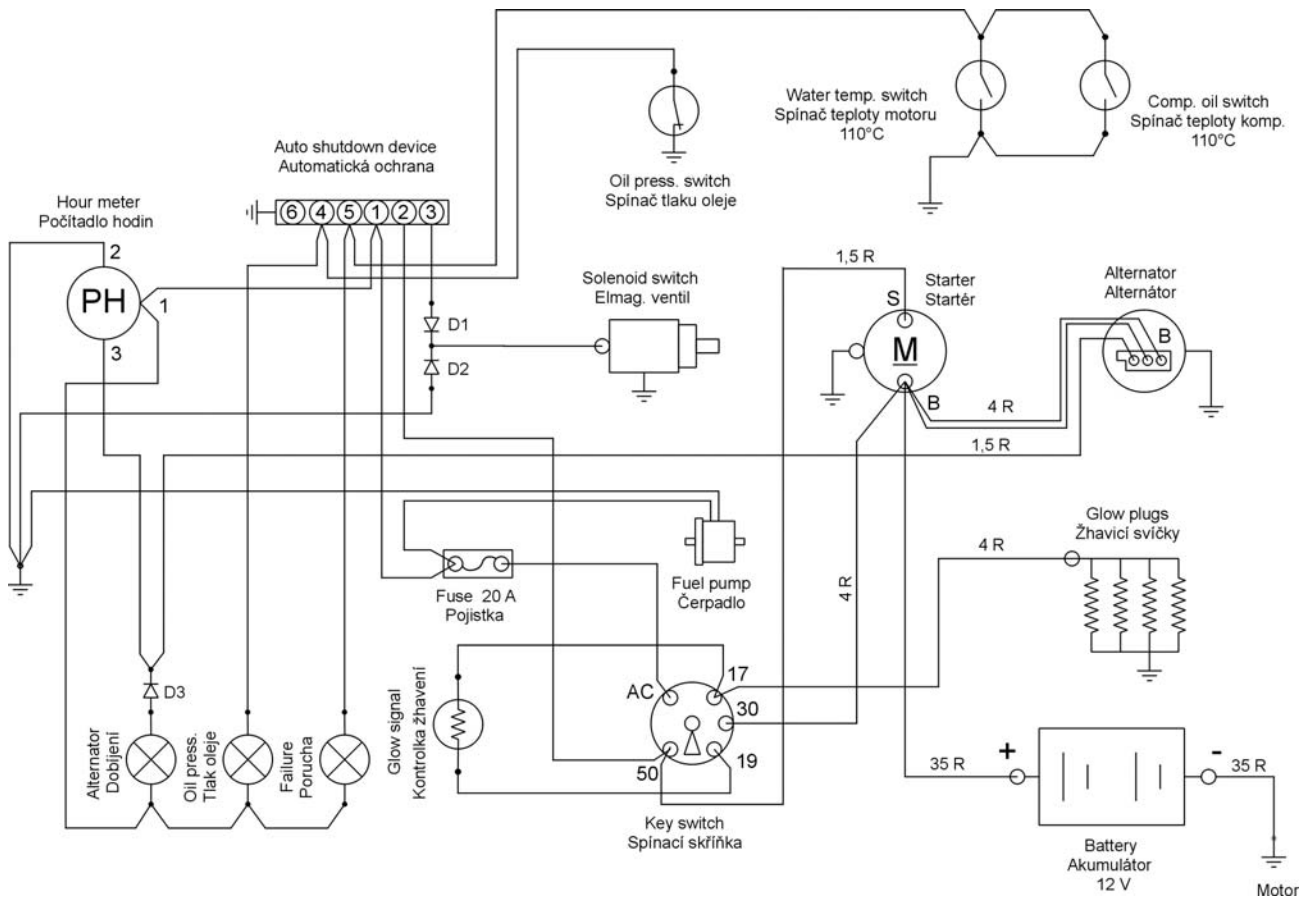 Water temp. switch
Spínač teploty motoru
110°C
Comp. oil switch
Spínač teploty komp.
110°C
Auto shutdown device
Automatická ochrana
Oil press. switch
Spínač tlaku oleje
Hour meter
Počítadlo hodin
6 4 5 1 2 3
2
PH
1
3
D1
D2
Solenoid switch
Elmag. ventil
1,5 R
S
Starter
Startér
M
B
Alternator
Alternátor
B
4 R
1,5 R
Glow plugs
Žhavicí svíčky
4 R
4 R
Fuse 20 A
Pojistka
Fuel pump
Čerpadlo
D3
Alternator
Dobíjení
Oil press.
Tlak oleje
Failure
Porucha
Glow signal
Kontrolka žhavení
AC
17
30
50
19
Key switch
Spínací skříňka
35 R
+
-
35 R
Battery
Akumulátor
12 V
Motor